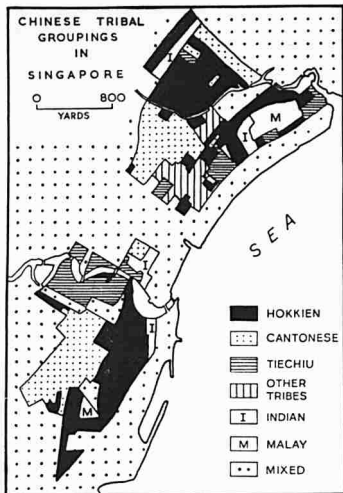 CHINESE TRIBAL
GROUPINGS
IN
SINGAPORE
0 800
YARDS
I
M
I
I
I
M
SEA
HOKKIEN
CANTONESE
TIECHIU
OTHER
TRIBES
I INDIAN
M MALAY
MIXED